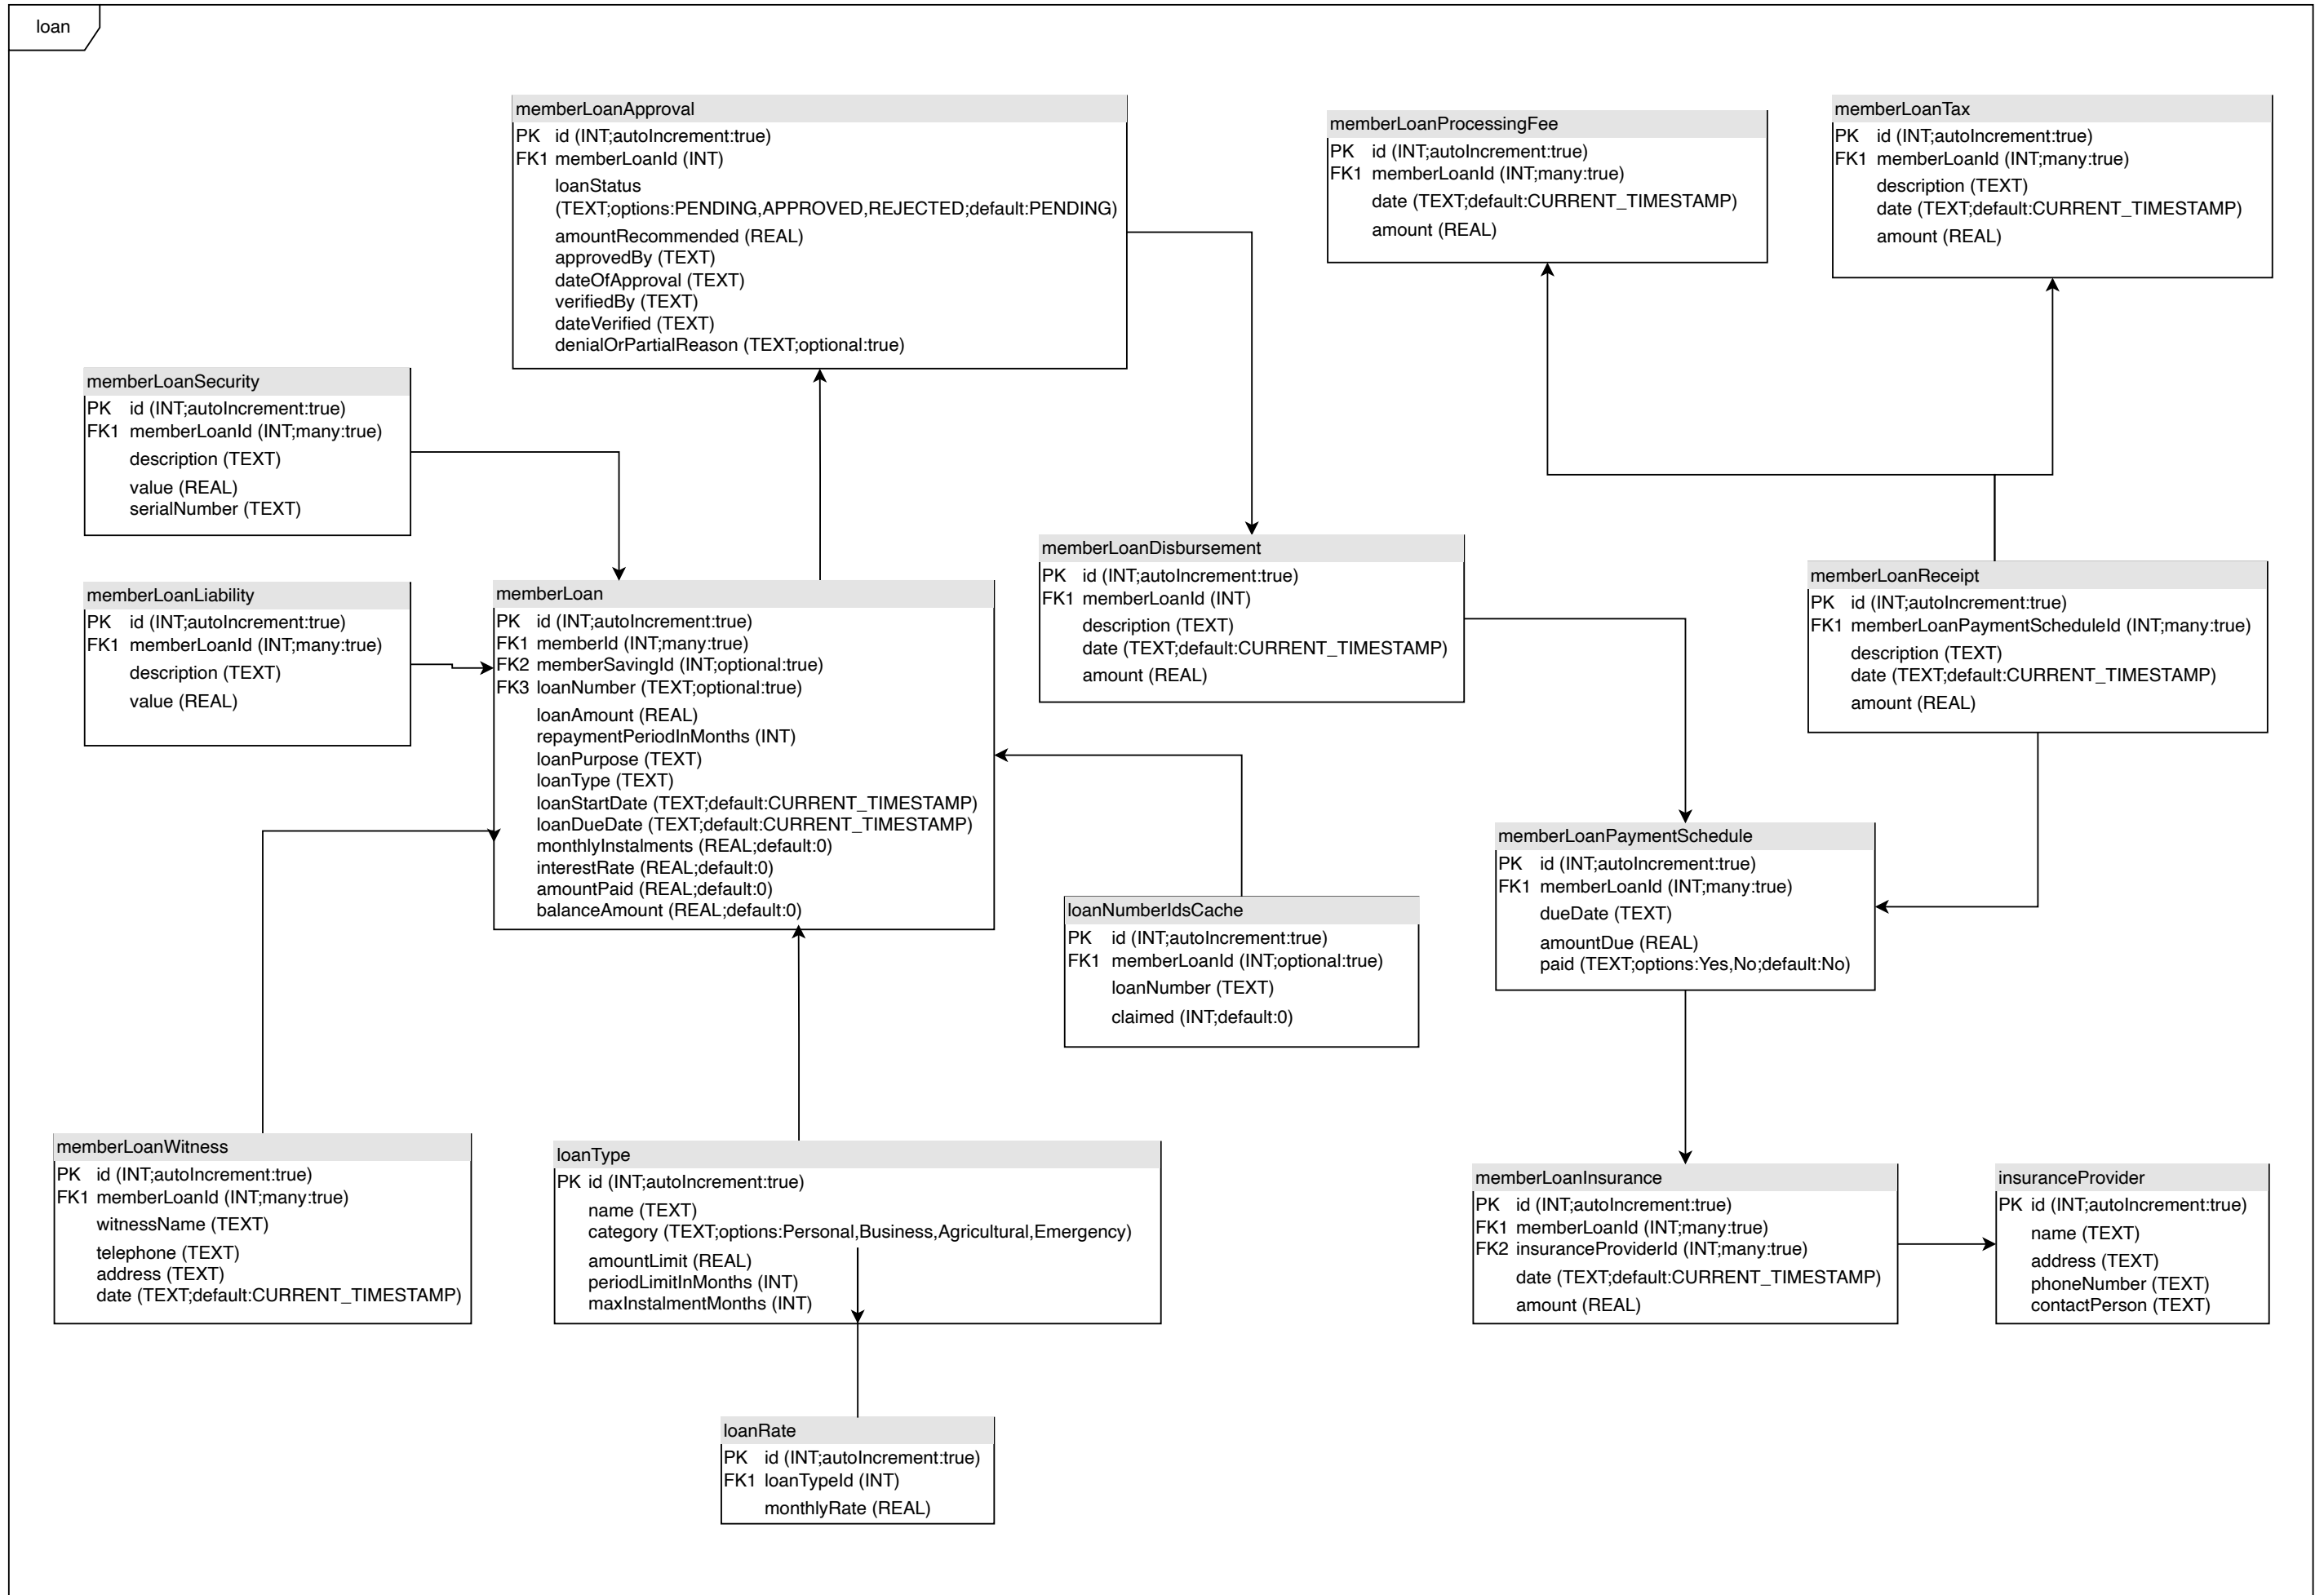 loan
memberLoanApproval
PK id (INT;autoIncrement:true)
FK1 memberLoanId (INT)
loanStatus
(TEXT;options:PENDING,APPROVED,REJECTED;default:PENDING)
amountRecommended (REAL)
approvedBy (TEXT)
dateOfApproval (TEXT)
verifiedBy (TEXT)
dateVerified (TEXT)
denialOrPartialReason (TEXT;optional:true)
memberLoanProcessingFee
PK id (INT;autoIncrement:true)
FK1 memberLoanId (INT;many:true)
date (TEXT;default:CURRENT_TIMESTAMP)
amount (REAL)
memberLoanTax
PK id (INT;autoIncrement:true)
FK1 memberLoanId (INT;many:true)
description (TEXT)
date (TEXT;default:CURRENT_TIMESTAMP)
amount (REAL)
memberLoanSecurity
PK id (INT;autoIncrement:true)
FK1 memberLoanId (INT;many:true)
description (TEXT)
value (REAL)
serialNumber (TEXT)
memberLoanLiability
PK id (INT;autoIncrement:true)
FK1 memberLoanId (INT;many:true)
description (TEXT)
value (REAL)
memberLoan
PK id (INT;autoIncrement:true)
FK1 memberId (INT;many:true)
FK2 memberSavingId (INT;optional:true)
FK3 loanNumber (TEXT;optional:true)
loanAmount (REAL)
repaymentPeriodInMonths (INT)
loanPurpose (TEXT)
loanType (TEXT)
loanStartDate (TEXT;default:CURRENT_TIMESTAMP)
loanDueDate (TEXT;default:CURRENT_TIMESTAMP)
monthlyInstalments (REAL;default:0)
interestRate (REAL;default:0)
amountPaid (REAL;default:0)
balanceAmount (REAL;default:0)
memberLoanDisbursement
PK id (INT;autoIncrement:true)
FK1 memberLoanId (INT)
description (TEXT)
date (TEXT;default:CURRENT_TIMESTAMP)
amount (REAL)
memberLoanReceipt
PK id (INT;autoIncrement:true)
FK1 memberLoanPaymentScheduleId (INT;many:true)
description (TEXT)
date (TEXT;default:CURRENT_TIMESTAMP)
amount (REAL)
memberLoanPaymentSchedule
PK id (INT;autoIncrement:true)
FK1 memberLoanId (INT;many:true)
dueDate (TEXT)
amountDue (REAL)
paid (TEXT;options:Yes,No;default:No)
loanNumberIdsCache
PK id (INT;autoIncrement:true)
FK1 memberLoanId (INT;optional:true)
loanNumber (TEXT)
claimed (INT;default:0)
memberLoanWitness
PK id (INT;autoIncrement:true)
FK1 memberLoanId (INT;many:true)
witnessName (TEXT)
telephone (TEXT)
address (TEXT)
date (TEXT;default:CURRENT_TIMESTAMP)
loanType
PK id (INT;autoIncrement:true)
name (TEXT)
category (TEXT;options:Personal,Business,Agricultural,Emergency)
amountLimit (REAL)
periodLimitInMonths (INT)
maxInstalmentMonths (INT)
memberLoanInsurance
PK id (INT;autoIncrement:true)
FK1 memberLoanId (INT;many:true)
FK2 insuranceProviderId (INT;many:true)
date (TEXT;default:CURRENT_TIMESTAMP)
amount (REAL)
insuranceProvider
PK id (INT;autoIncrement:true)
name (TEXT)
address (TEXT)
phoneNumber (TEXT)
contactPerson (TEXT)
loanRate
PK id (INT;autoIncrement:true)
FK1 loanTypeId (INT)
monthlyRate (REAL)